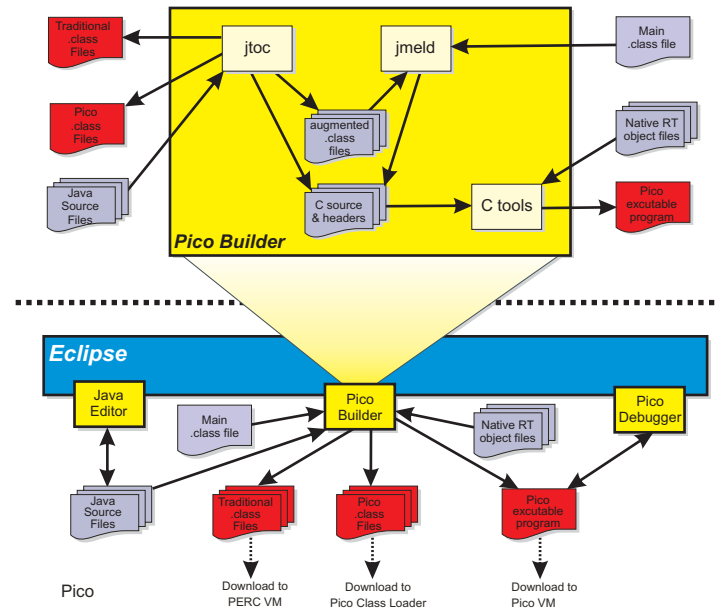 Traditional
.class
Files
jtoc
jmeld
Main
.class file
Pico
.class
Files
augmented
.class
files
Native RT
object files
Java
Source
Files
C source
& headers
C tools
Pico
excutable
program
Pico Builder
Eclipse
Java
Editor
Main
.class file
Pico
Builder
Native RT
object files
Pico
Debugger
Java
Source
Files
Traditional
.class
Files
Pico
.class
Files
Pico
excutable
program
Pico
Download to
PERC VM
Download to
Pico Class Loader
Download to
Pico VM